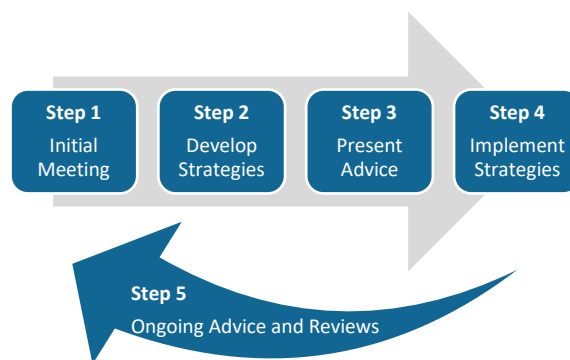 Step 1
Initial
Meeting
Step 2
Develop
Strategies
Step 3
Present
Advice
Step 4
Implement
Strategies
Step 5
Ongoing Advice and Reviews